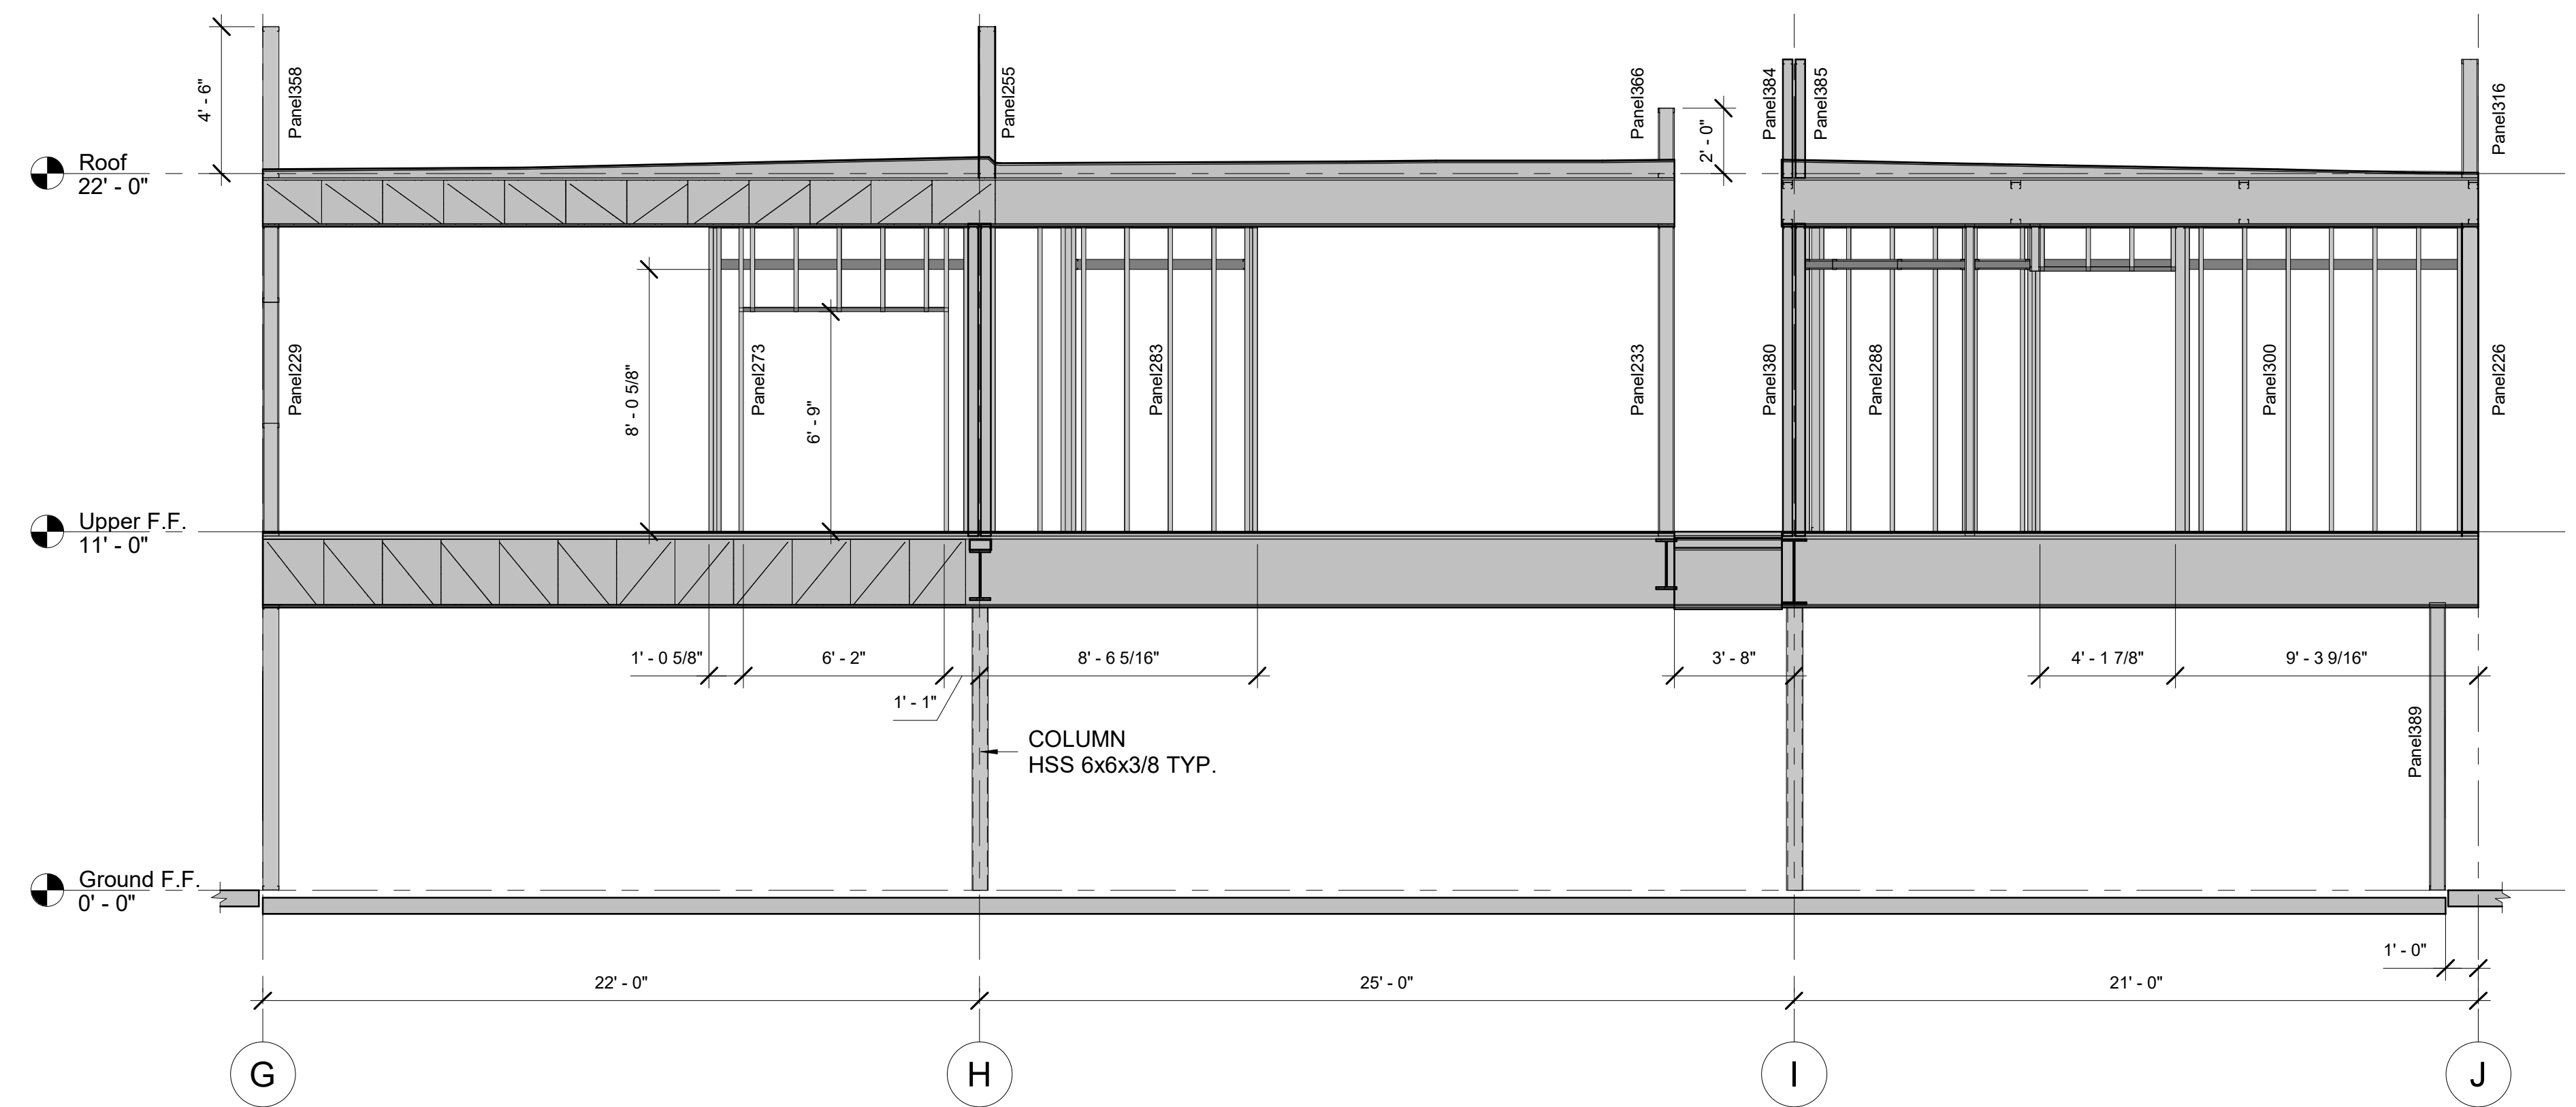 4' - 6"
Panel358
Panel255
Panel366
2' - 0"
Panel384
Panel385
Panel316
Roof
22' - 0"
Panel229
8' - 0 5/8"
Panel273
6' - 9"
Panel283
Panel233
Panel380
Panel288
Panel300
Panel226
Upper F.F.
11' - 0"
1' - 0 5/8"
6' - 2"
1' - 1"
8' - 6 5/16"
3' - 8"
4' - 1 7/8"
9' - 3 9/16"
COLUMN
HSS 6x6x3/8 TYP.
Panel389
Ground F.F.
0' - 0"
1' - 0"
22' - 0"
25' - 0"
21' - 0"
G
H
I
J